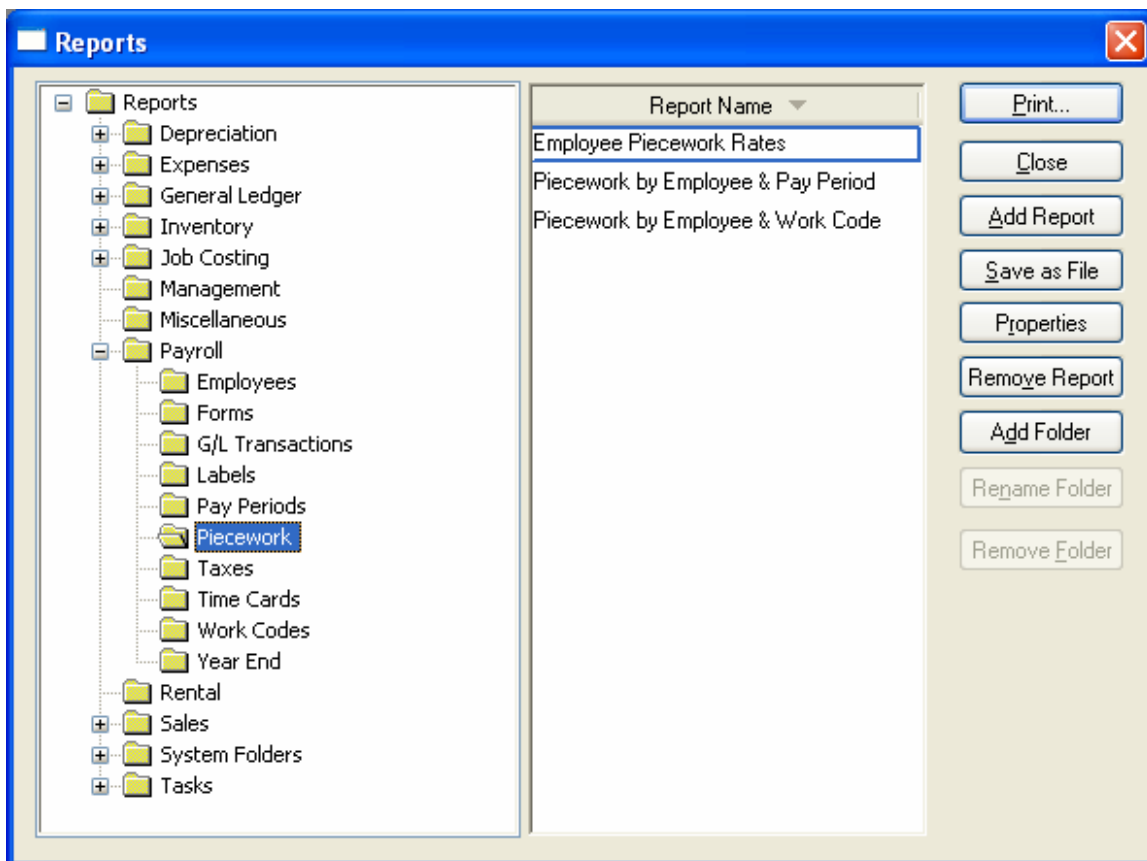 Reports
Reports
Depreciation
Expenses
General Ledger
Inventory
Job Costing
Management
Miscellaneous
Payroll
Employees
Forms
G/L Transactions
Labels
Pay Periods
Piecework
Taxes
Time Cards
Work Codes
Year End
Rental
Sales
System Folders
Tasks
Report Name
Employee Piecework Rates
Piecework by Employee & Pay Period
Piecework by Employee & Work Code
Print...
Close
Add Report
Save as File
Properties
Remove Report
Add Folder
Rename Folder
Remove Folder